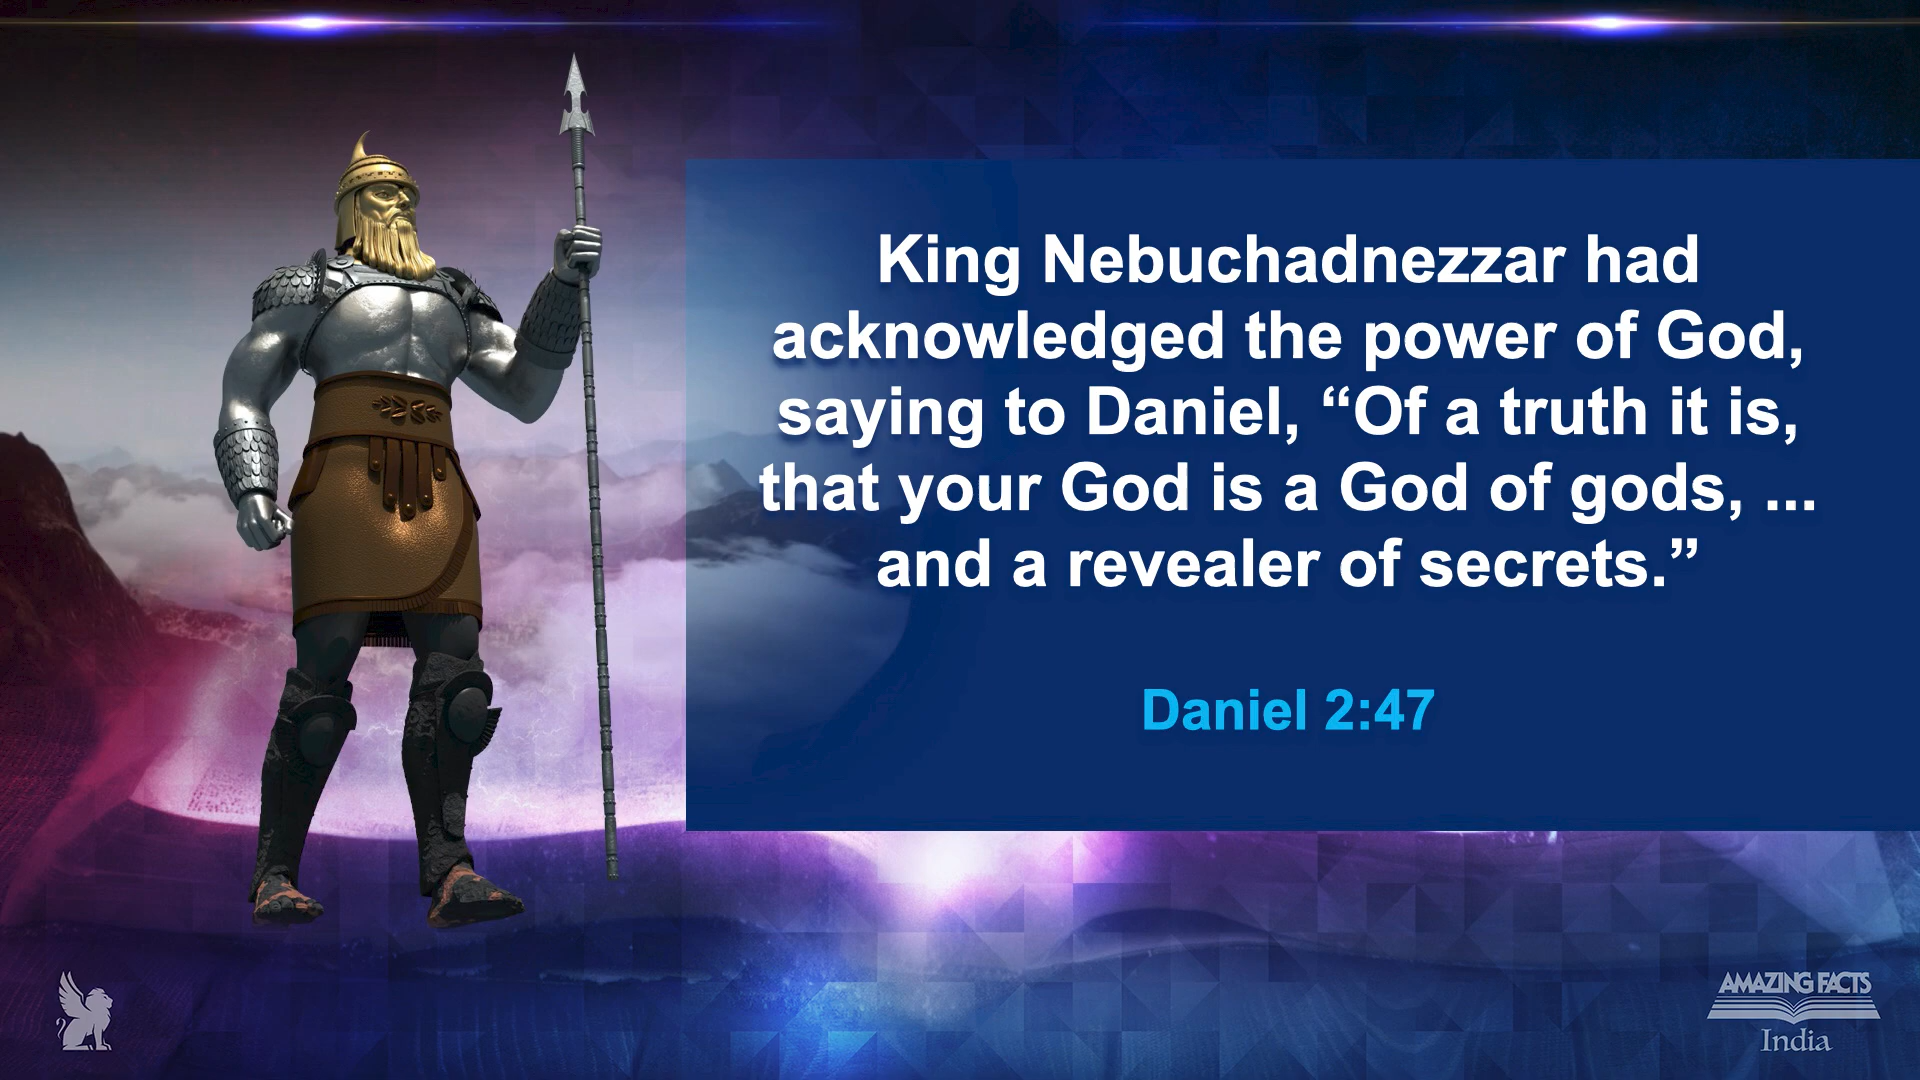 King Nebuchadnezzar had
acknowledged the power of God,
saying to Daniel, “Of a truth it is,
that your God is a God of gods, ...
and a revealer of secrets.”
Daniel 2:47
AMAZING FACTS
India